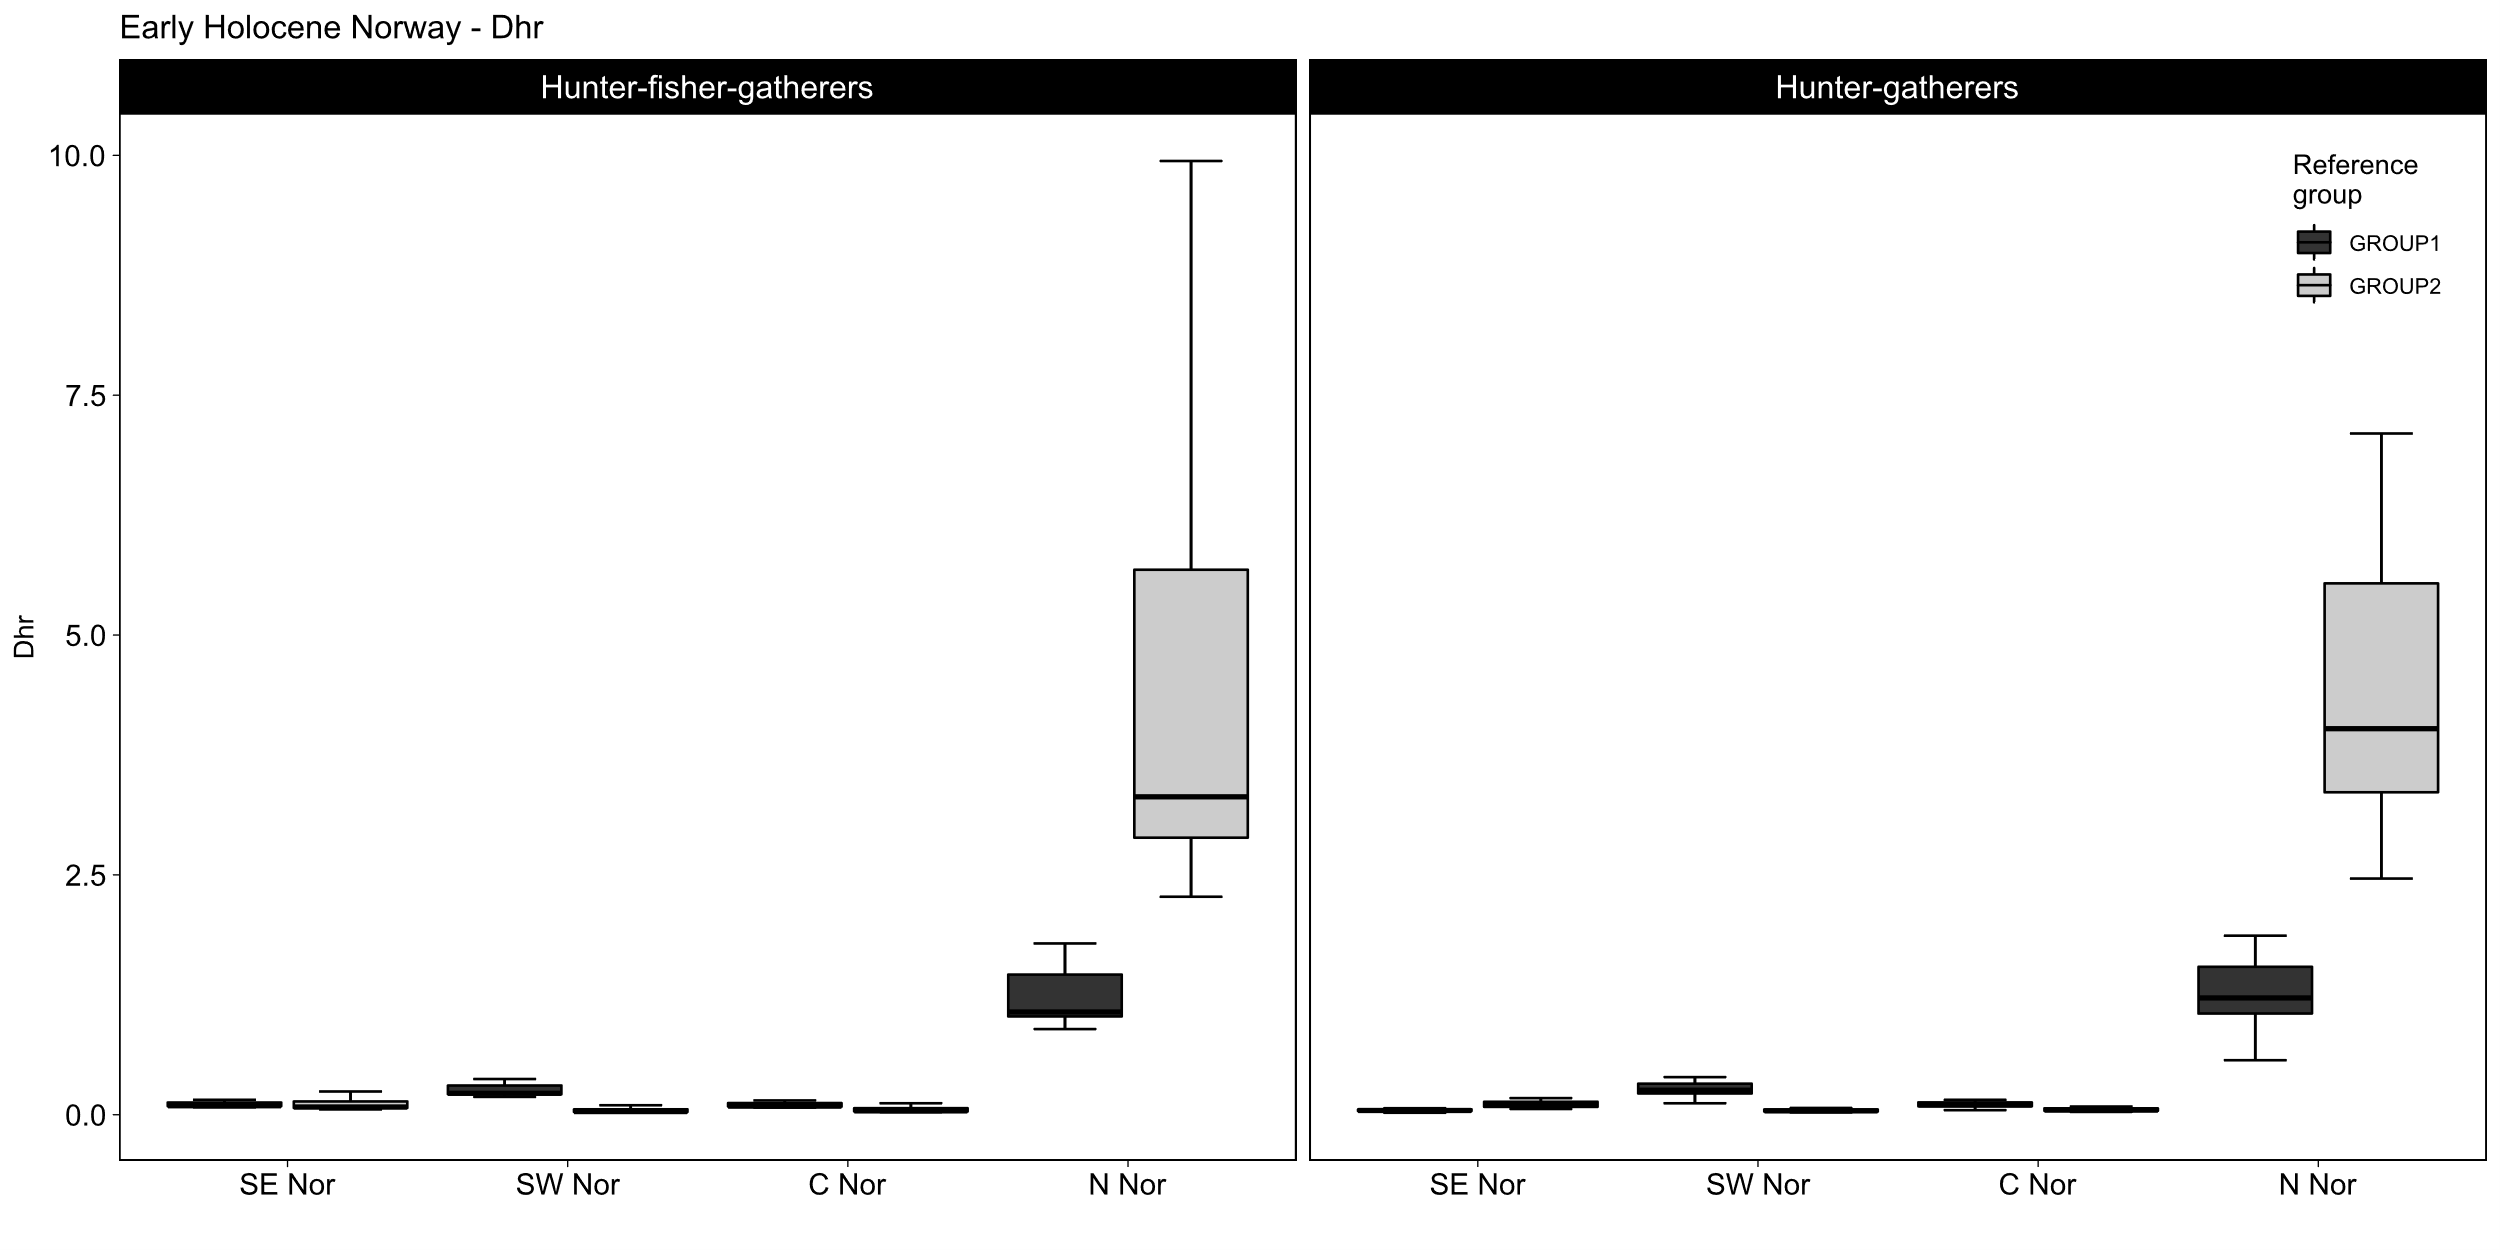 Early Holocene Norway - Dhr
Hunter-fisher-gatherers
Hunter-gatherers
Reference
group
GROUP1
GROUP2
Dhr
10.0
7.5
5.0
2.5
0.0
SE Nor
SW Nor
C Nor
N Nor
SE Nor
SW Nor
C Nor
N Nor